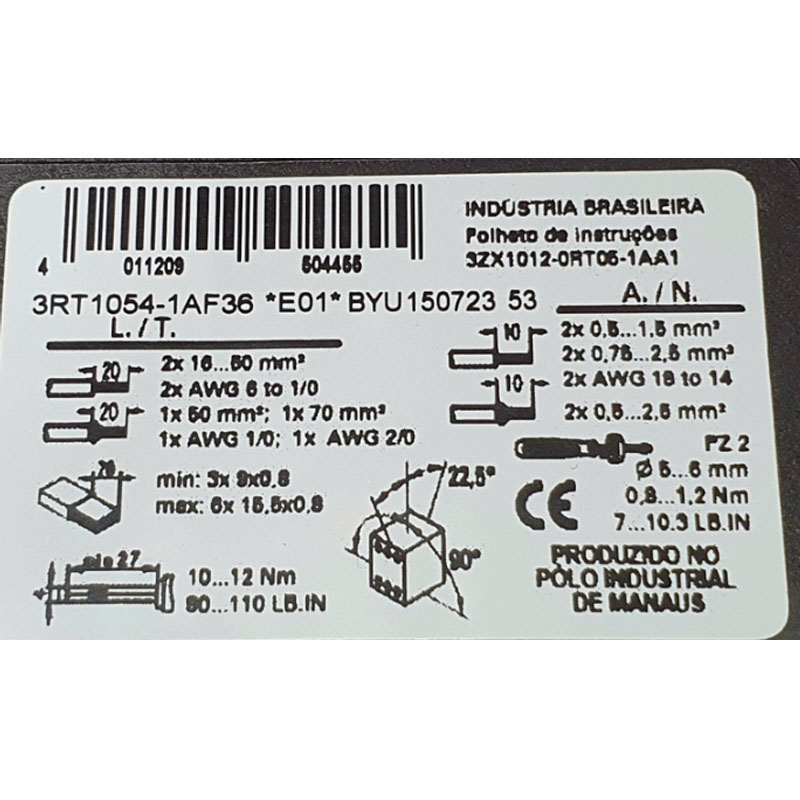 INDÚSTRIA BRASILEIRA
Folheto de instruções
3ZX1012-0RT05-1AA1
4 011209 504455
3RT1054-1AF36 *E01* BYU150723 53
L./T.
20 2x 16...50 mm²
2x AWG 6 to 1/0
20 1x 50 mm²; 1x 70 mm²
1x AWG 1/0; 1x AWG 2/0
20 min: 3x 9x0,8
max: 6x 15,5x0,8
27
10...12 Nm
90...110 LB.IN
22,5°
90°
A./N.
10 2x 0,5...1,5 mm²
2x 0,75...2,5 mm²
10 2x AWG 18 to 14
2x 0,5...2,5 mm²
PZ 2
Ø 5...6 mm
CE 0,8...1,2 Nm
7...10.3 LB.IN
PRODUZIDO NO
PÓLO INDUSTRIAL
DE MANAUS